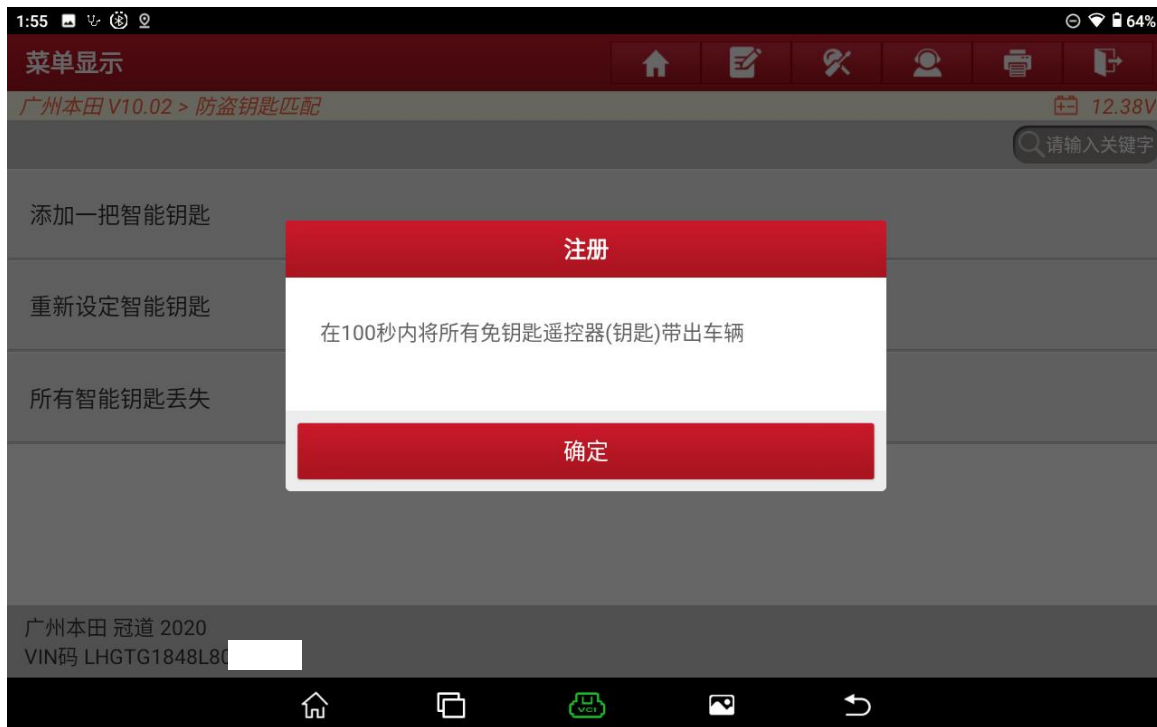 1:55
64%
菜单显示
广州本田 V10.02 > 防盗钥匙匹配
12.38V
请输入关键字
添加一把智能钥匙
重新设定智能钥匙
所有智能钥匙丢失
注册
在100秒内将所有免钥匙遥控器(钥匙)带出车辆
确定
广州本田 冠道 2020
VIN码 LHGTG1848L80
VCI